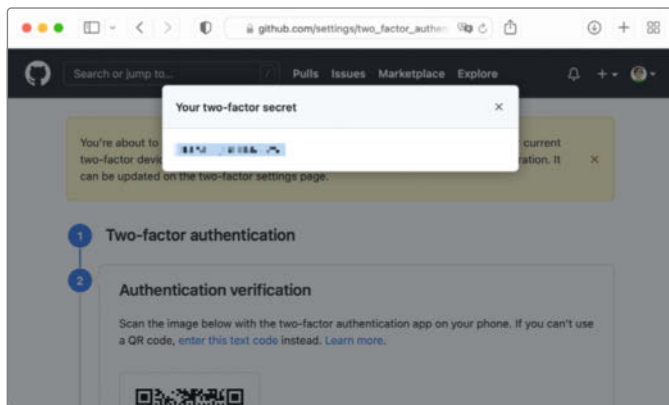 github.com/settings/two_factor_authen
Search or jump to...
/
Pulls Issues Marketplace Explore
Your two-factor secret
You're about to
current
two-factor devic
ration. It
can be updated on the two-factor settings page.
1 Two-factor authentication
2
Authentication verification
Scan the image below with the two-factor authentication app on your phone. If you can't use
a QR code, enter this text code instead. Learn more.